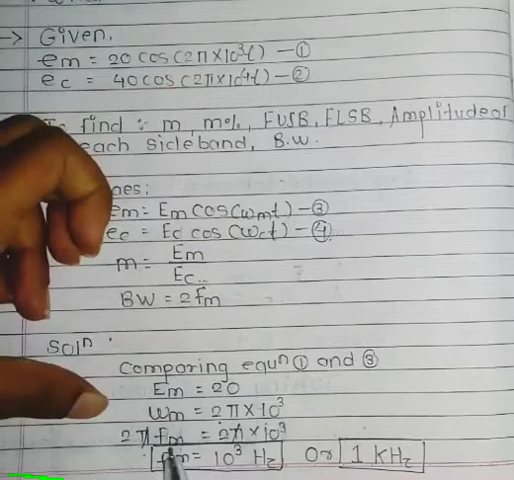 -> Given,
em = 20 cos (2π×10³t) -①
ec = 40 cos (2π×10⁴t) -②
find :- m, m%, FUSB, FLSB, Amplitude of
each sideband, B.W.
em = Em cos(ωmt) -③
ec = Ec cos (ωct) -④
m = Em
Ec
BW = 2fm
Solⁿ.
Comparing equⁿ ① and ③
Em = 20
ωm = 2π×10³
2πfm = 2π×10³
fm = 10³ Hz Or 1 KHz